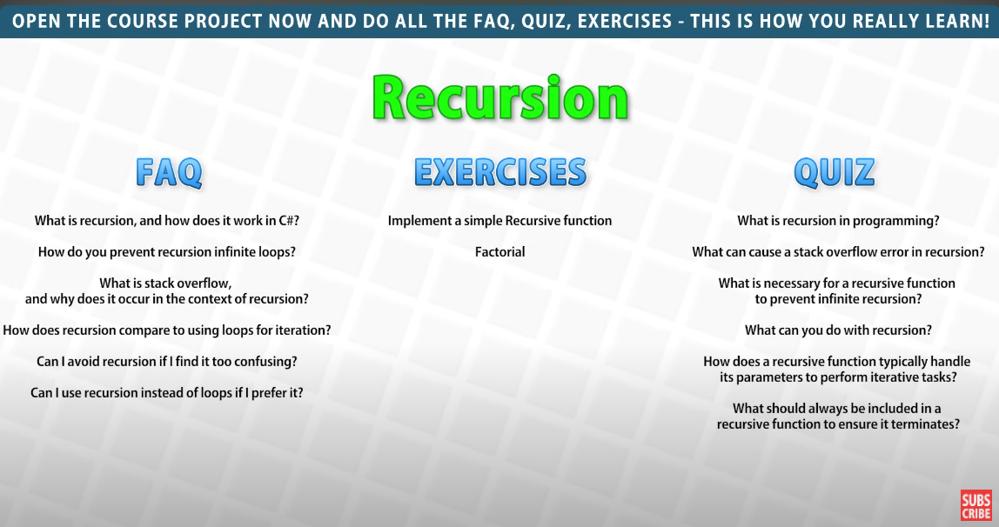 OPEN THE COURSE PROJECT NOW AND DO ALL THE FAQ, QUIZ, EXERCISES - THIS IS HOW YOU REALLY LEARN!
Recursion
FAQ
What is recursion, and how does it work in C#?
How do you prevent recursion infinite loops?
What is stack overflow,
and why does it occur in the context of recursion?
How does recursion compare to using loops for iteration?
Can I avoid recursion if I find it too confusing?
Can I use recursion instead of loops if I prefer it?
EXERCISES
Implement a simple Recursive function
Factorial
QUIZ
What is recursion in programming?
What can cause a stack overflow error in recursion?
What is necessary for a recursive function
to prevent infinite recursion?
What can you do with recursion?
How does a recursive function typically handle
its parameters to perform iterative tasks?
What should always be included in a
recursive function to ensure it terminates?
SUBS
CRIBE